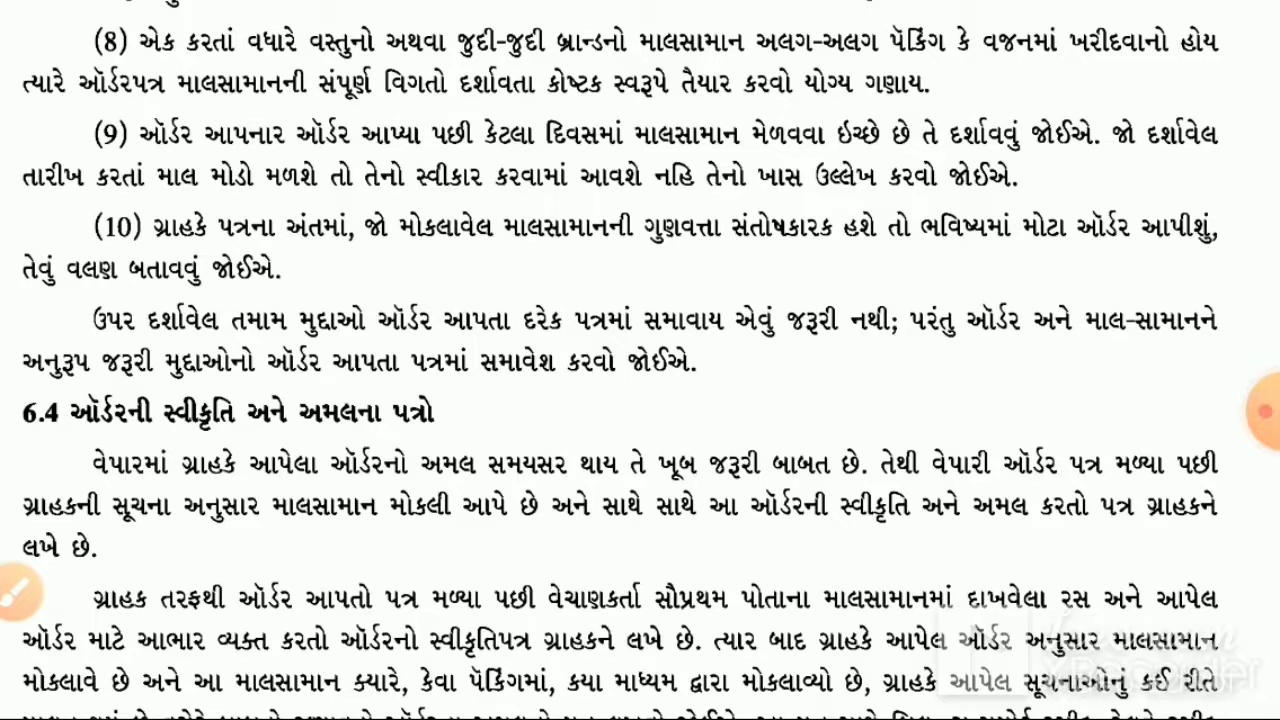 (8) એક કરતાં વધારે વસ્તુનો અથવા જુદી-જુદી બ્રાન્ડનો માલસામાન અલગ-અલગ પૅકિંગ કે વજનમાં ખરીદવાનો હોય
ત્યારે ઑર્ડરપત્ર માલસામાનની સંપૂર્ણ વિગતો દર્શાવતા કોષ્ટક સ્વરૂપે તૈયાર કરવો યોગ્ય ગણાય.
(9) ઑર્ડર આપનાર ઑર્ડર આપ્યા પછી કેટલા દિવસમાં માલસામાન મેળવવા ઇચ્છે છે તે દર્શાવવું જોઈએ. જો દર્શાવેલ
તારીખ કરતાં માલ મોડો મળશે તો તેનો સ્વીકાર કરવામાં આવશે નહિ તેનો ખાસ ઉલ્લેખ કરવો જોઈએ.
(10) ગ્રાહકે પત્રના અંતમાં, જો મોકલાવેલ માલસામાનની ગુણવત્તા સંતોષકારક હશે તો ભવિષ્યમાં મોટા ઑર્ડર આપીશું,
તેવું વલણ બતાવવું જોઈએ.
ઉપર દર્શાવેલ તમામ મુદ્દાઓ ઑર્ડર આપતા દરેક પત્રમાં સમાવાય એવું જરૂરી નથી; પરંતુ ઑર્ડર અને માલ-સામાનને
અનુરૂપ જરૂરી મુદ્દાઓનો ઑર્ડર આપતા પત્રમાં સમાવેશ કરવો જોઈએ.
6.4 ઑર્ડરની સ્વીકૃતિ અને અમલના પત્રો
વેપારમાં ગ્રાહકે આપેલા ઑર્ડરનો અમલ સમયસર થાય તે ખૂબ જરૂરી બાબત છે. તેથી વેપારી ઑર્ડર પત્ર મળ્યા પછી
ગ્રાહકની સૂચના અનુસાર માલસામાન મોકલી આપે છે અને સાથે સાથે આ ઑર્ડરની સ્વીકૃતિ અને અમલ કરતો પત્ર ગ્રાહકને
લખે છે.
ગ્રાહક તરફથી ઑર્ડર આપતો પત્ર મળ્યા પછી વેચાણકર્તા સૌપ્રથમ પોતાના માલસામાનમાં દાખવેલા રસ અને આપેલ
ઑર્ડર માટે આભાર વ્યક્ત કરતો ઑર્ડરનો સ્વીકૃતિપત્ર ગ્રાહકને લખે છે. ત્યાર બાદ ગ્રાહકે આપેલ ઑર્ડર અનુસાર માલસામાન
મોકલાવે છે અને આ માલસામાન ક્યારે, કેવા પૅકિંગમાં, કયા માધ્યમ દ્વારા મોકલાવ્યો છે, ગ્રાહકે આપેલ સૂચનાઓનું કઈ રીતે